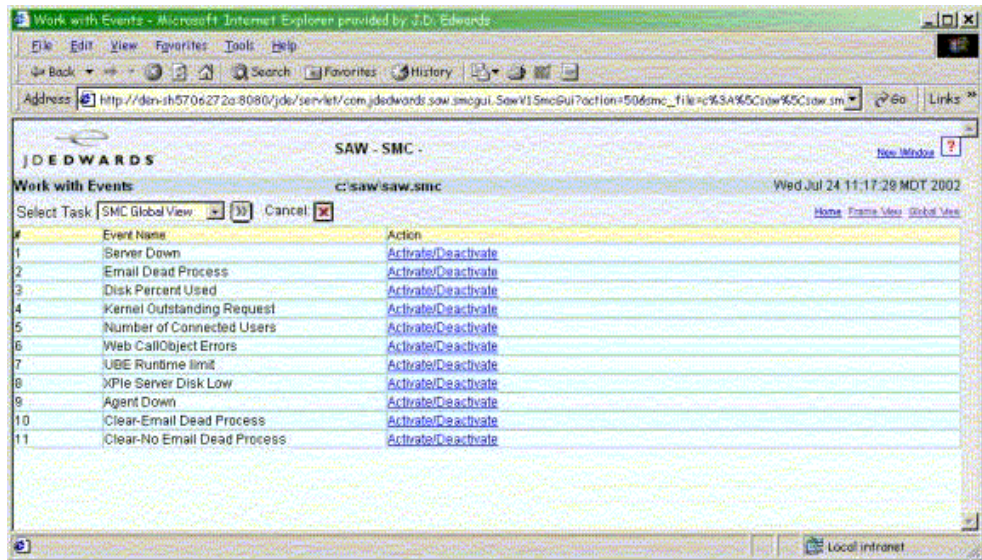 Work with Events - Microsoft Internet Explorer provided by J.D. Edwards
File Edit View Favorites Tools Help
Back Search Favorites History
Address http://den-sh5706272a:8080/jde/servlet/com.jdedwards.saw.smcgui.SawV1SmcGui?action=50&smc_file=c%3A%5Csaw%5Csaw.sm Go Links »
JDEDWARDS SAW - SMC - New Window ?
Work with Events c:\saw\saw.smc Wed Jul 24 11:17:29 MDT 2002
Select Task SMC Global View Cancel Home Frame View Global View
# Event Name Action
1 Server Down Activate/Deactivate
2 Email Dead Process Activate/Deactivate
3 Disk Percent Used Activate/Deactivate
4 Kernel Outstanding Request Activate/Deactivate
5 Number of Connected Users Activate/Deactivate
6 Web CallObject Errors Activate/Deactivate
7 UBE Runtime limit Activate/Deactivate
8 XPIe Server Disk Low Activate/Deactivate
9 Agent Down Activate/Deactivate
10 Clear-Email Dead Process Activate/Deactivate
11 Clear-No Email Dead Process Activate/Deactivate
Local intranet